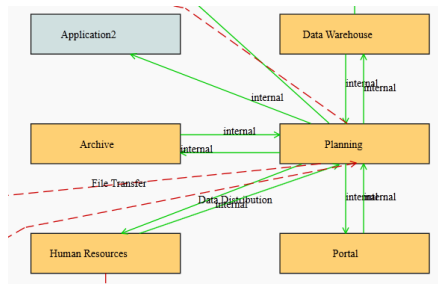 Application2
Data Warehouse
internal
internal
internal
internal
Archive
Planning
internal
File Transfer
Data Distribution
internal
internal
internal
Human Resources
Portal